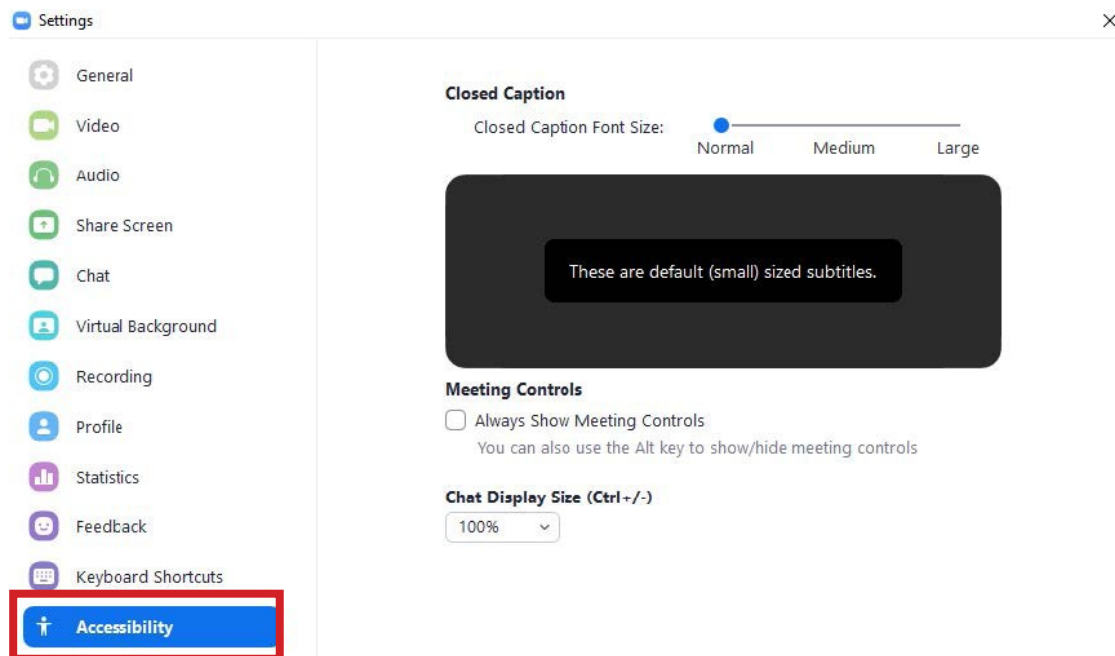 Settings
General
Video
Audio
Share Screen
Chat
Virtual Background
Recording
Profile
Statistics
Feedback
Keyboard Shortcuts
Accessibility
Closed Caption
Closed Caption Font Size:
Normal Medium Large
These are default (small) sized subtitles.
Meeting Controls
Always Show Meeting Controls
You can also use the Alt key to show/hide meeting controls
Chat Display Size (Ctrl+/-)
100%